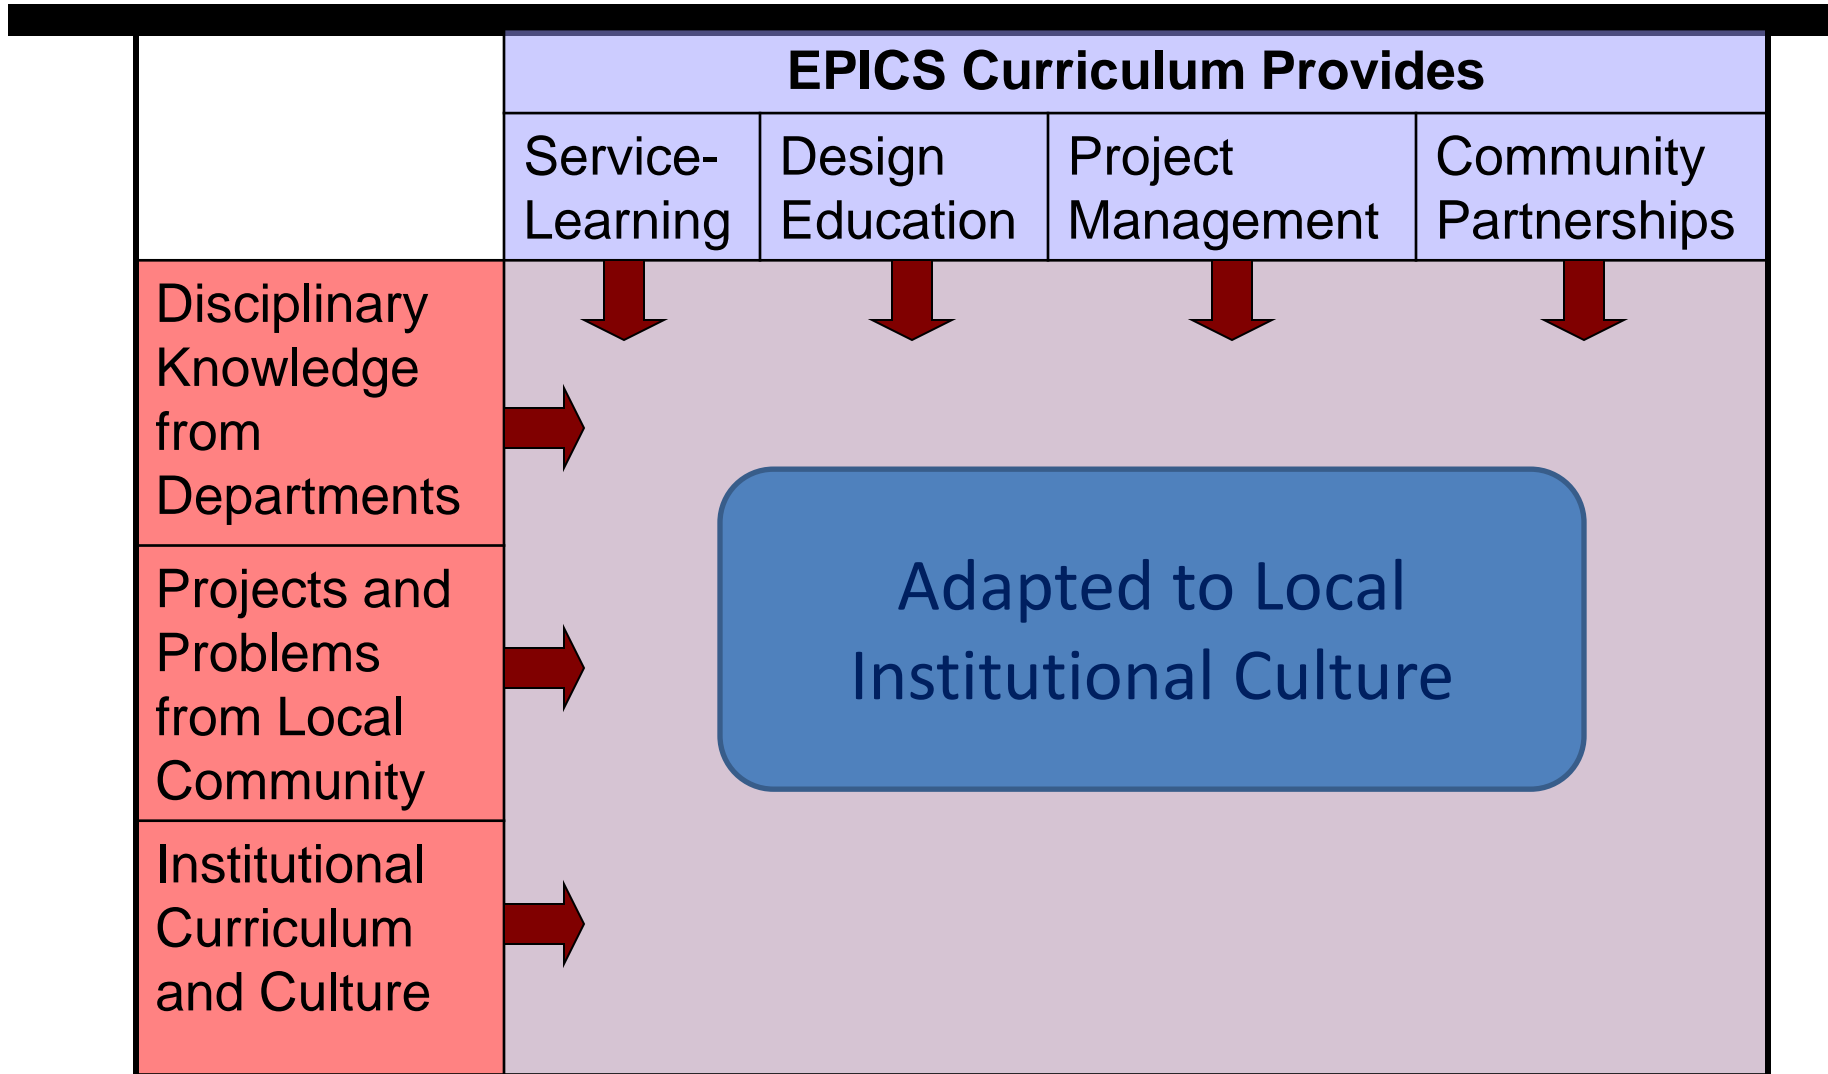 EPICS Curriculum Provides
Service-
Learning
Design
Education
Project
Management
Community
Partnerships
Disciplinary
Knowledge
from
Departments
Projects and
Problems
from Local
Community
Institutional
Curriculum
and Culture
Adapted to Local
Institutional Culture